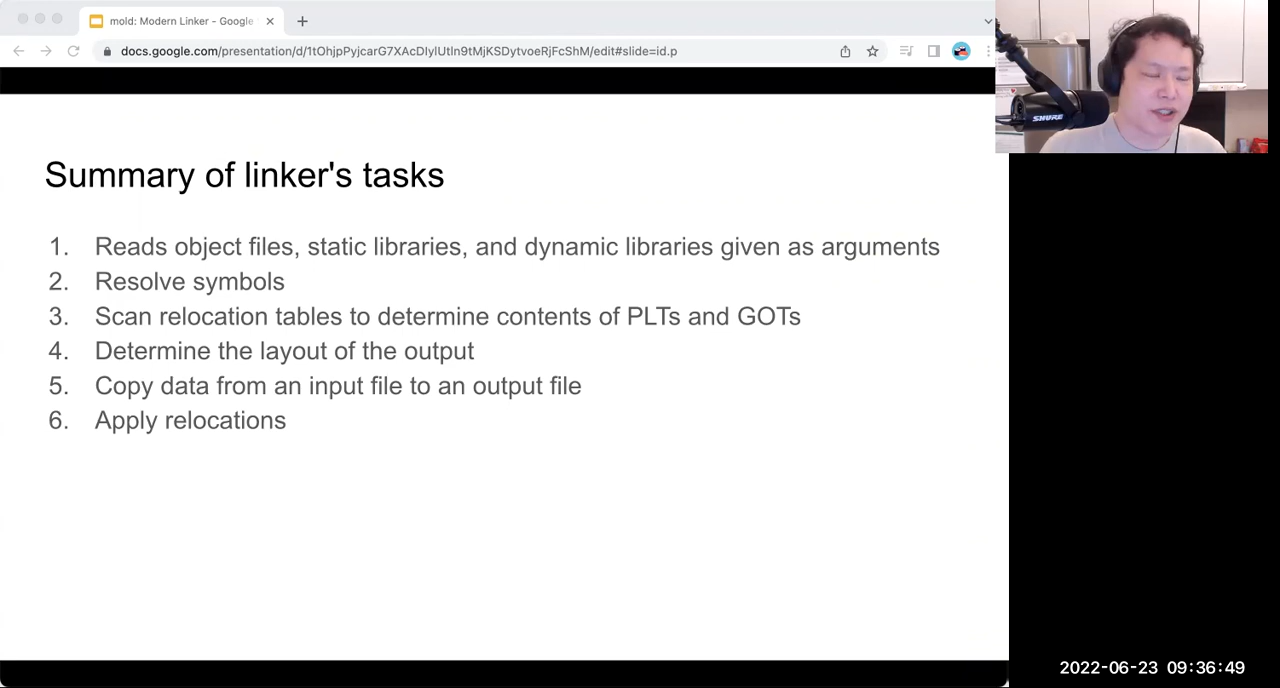 mold: Modern Linker - Google
docs.google.com/presentation/d/1tOhjpPyjcarG7XAcDIylUtIn9tMjKSDytvoeRjFcShM/edit#slide=id.p
SHURE
Summary of linker's tasks
1. Reads object files, static libraries, and dynamic libraries given as arguments
2. Resolve symbols
3. Scan relocation tables to determine contents of PLTs and GOTs
4. Determine the layout of the output
5. Copy data from an input file to an output file
6. Apply relocations
2022-06-23 09:36:49